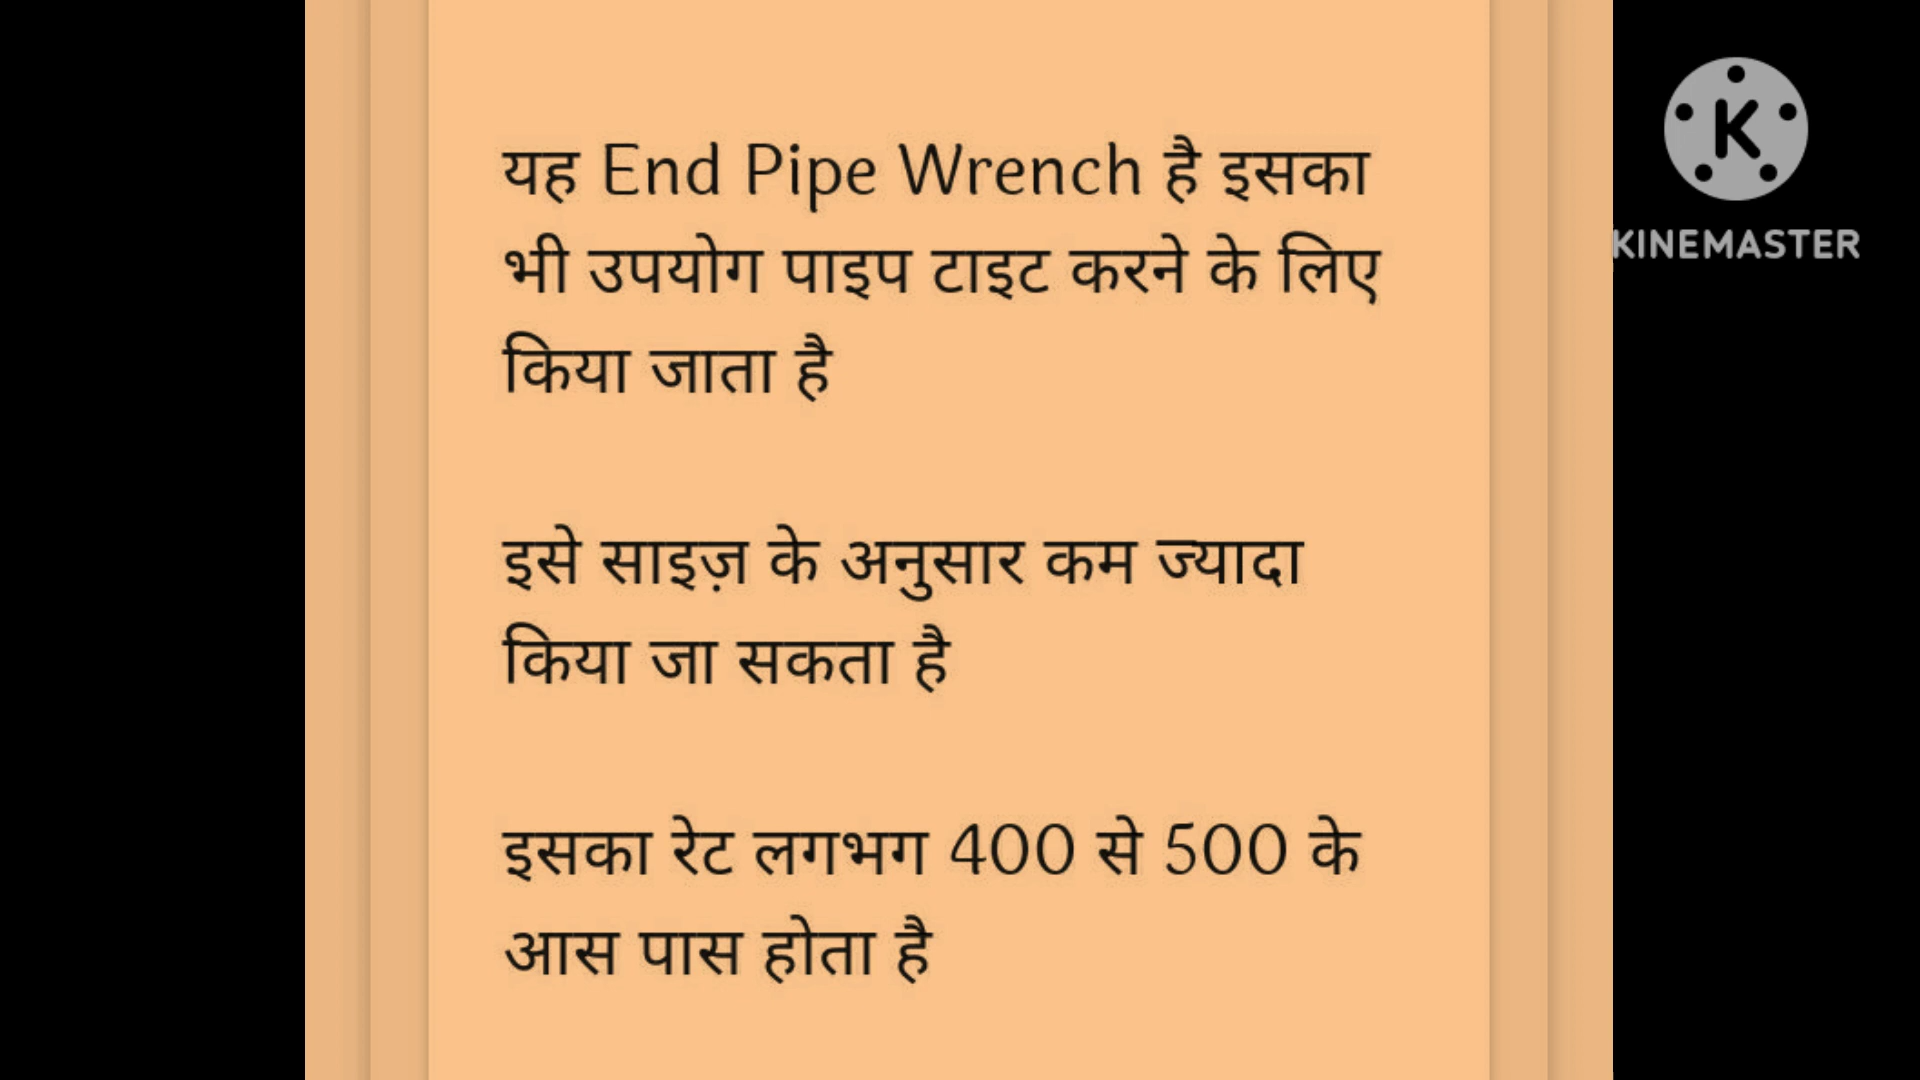 यह End Pipe Wrench है इसका
भी उपयोग पाइप टाइट करने के लिए
किया जाता है
इसे साइज़ के अनुसार कम ज्यादा
किया जा सकता है
इसका रेट लगभग 400 से 500 के
आस पास होता है
K
KINEMASTER